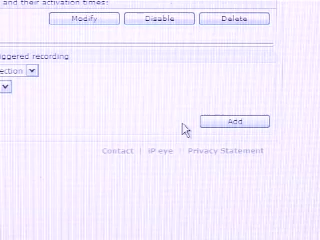 and their activation times:
Modify Disable Delete
iggered recording
ection
Add
Contact | IP eye | Privacy Statement